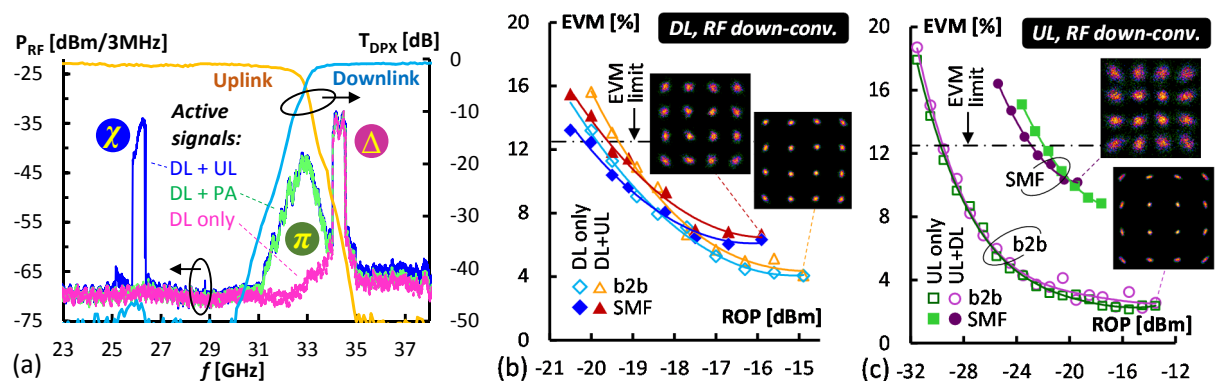 P_RF [dBm/3MHz]
T_DPX [dB]
-25
-35
-45
-55
-65
-75
0
-10
-20
-30
-40
-50
Uplink
Downlink
Active
signals:
χ
Δ
π
DL + UL
DL + PA
DL only
23 25 27 29 31 33 35 37
f [GHz]
(a)
EVM [%]
DL, RF down-conv.
20
16
12
8
4
0
EVM
limit
DL only
DL+UL
b2b
SMF
ROP [dBm]
-21 -20 -19 -18 -17 -16 -15
(b)
EVM [%]
UL, RF down-conv.
20
16
12
8
4
0
EVM
limit
SMF
b2b
UL only
UL+DL
b2b
SMF
ROP [dBm]
-32 -28 -24 -20 -16 -12
(c)